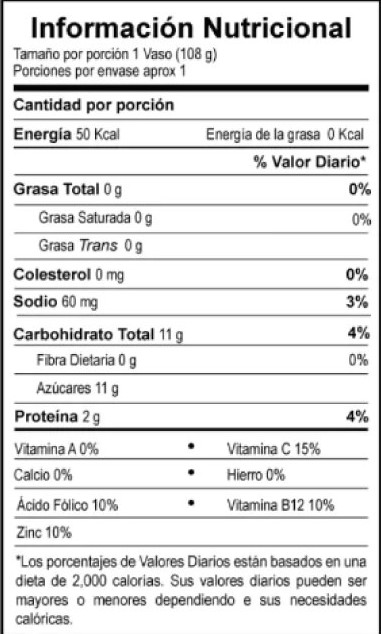 Información Nutricional
Tamaño por porción 1 Vaso (108 g)
Porciones por envase aprox 1
Cantidad por porción
Energía 50 Kcal Energia de la grasa 0 Kcal
% Valor Diario*
Grasa Total 0 g 0%
Grasa Saturada 0 g 0%
Grasa Trans 0 g
Colesterol 0 mg 0%
Sodio 60 mg 3%
Carbohidrato Total 11 g 4%
Fibra Dietaria 0 g 0%
Azúcares 11 g
Proteína 2 g 4%
Vitamina A 0% • Vitamina C 15%
Calcio 0% • Hierro 0%
Ácido Fólico 10% • Vitamina B12 10%
Zinc 10%
*Los porcentajes de Valores Diarios están basados en una
dieta de 2,000 calorías. Sus valores diarios pueden ser
mayores o menores dependiendo e sus necesidades
calóricas.